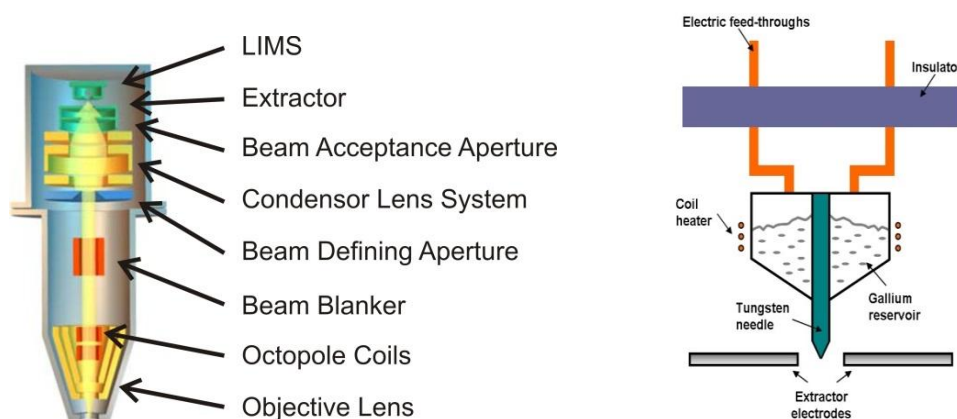 LIMS
Extractor
Beam Acceptance Aperture
Condensor Lens System
Beam Defining Aperture
Beam Blanker
Octopole Coils
Objective Lens
Electric feed-throughs
Insulato
Coil
heater
Tungsten
needle
Gallium
reservoir
Extractor
electrodes